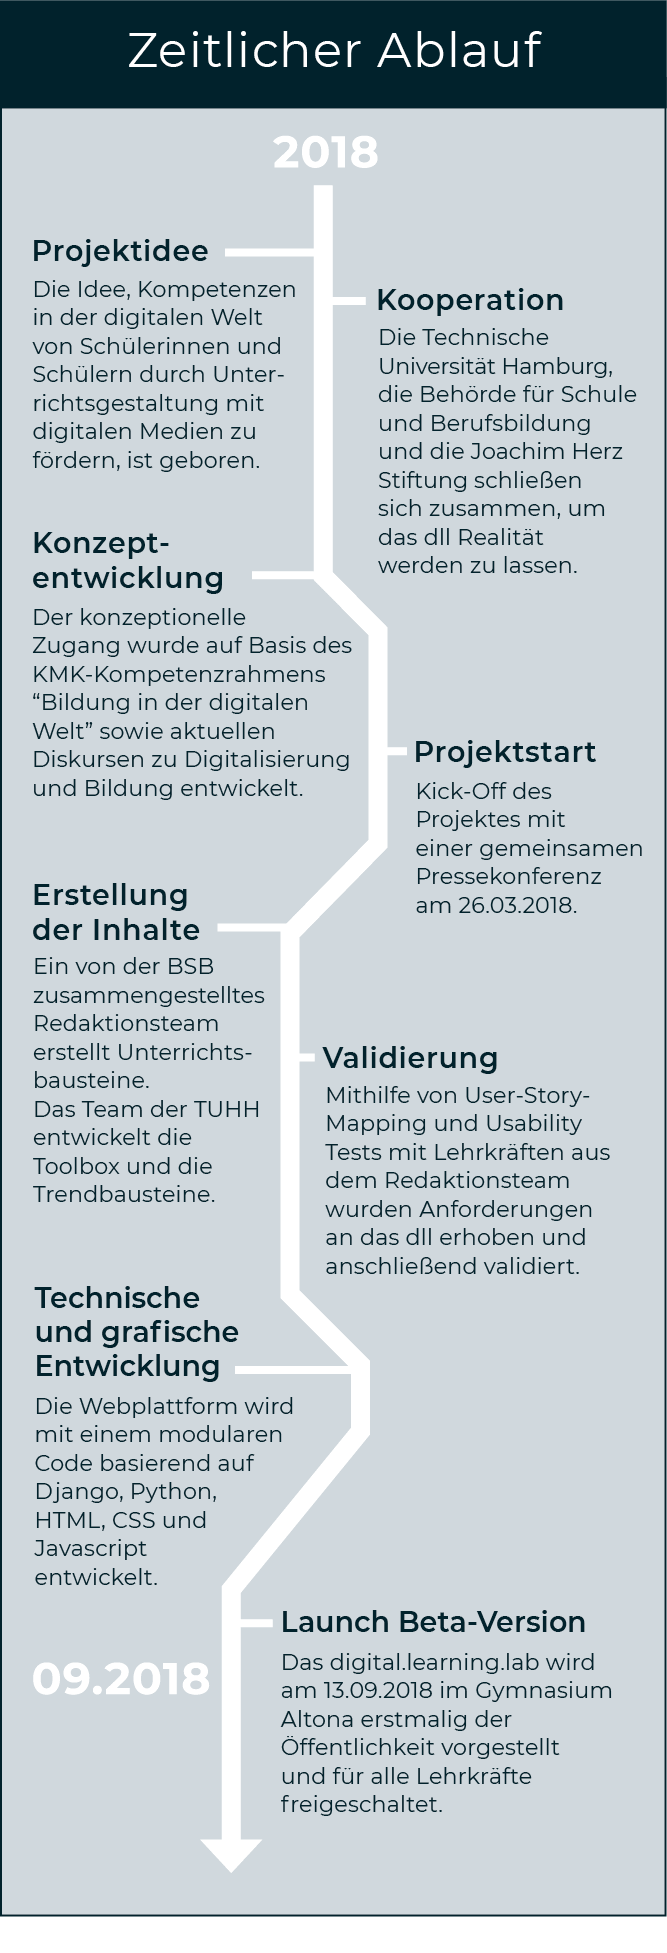 Zeitlicher Ablauf
2018
Projektidee
Die Idee, Kompetenzen
in der digitalen Welt
von Schülerinnen und
Schülern durch Unter-
richtsgestaltung mit
digitalen Medien zu
fördern, ist geboren.
Kooperation
Die Technische
Universität Hamburg,
die Behörde für Schule
und Berufsbildung
und die Joachim Herz
Stiftung schließen
sich zusammen, um
das dll Realität
werden zu lassen.
Konzept-
entwicklung
Der konzeptionelle
Zugang wurde auf Basis des
KMK-Kompetenzrahmens
“Bildung in der digitalen
Welt” sowie aktuellen
Diskursen zu Digitalisierung
und Bildung entwickelt.
Projektstart
Kick-Off des
Projektes mit
einer gemeinsamen
Pressekonferenz
am 26.03.2018.
Erstellung
der Inhalte
Ein von der BSB
zusammengestelltes
Redaktionsteam
erstellt Unterrichts-
bausteine.
Das Team der TUHH
entwickelt die
Toolbox und die
Trendbausteine.
Validierung
Mithilfe von User-Story-
Mapping und Usability
Tests mit Lehrkräften aus
dem Redaktionsteam
wurden Anforderungen
an das dll erhoben und
anschließend validiert.
Technische
und grafische
Entwicklung
Die Webplattform wird
mit einem modularen
Code basierend auf
Django, Python,
HTML, CSS und
Javascript
entwickelt.
Launch Beta-Version
Das digital.learning.lab wird
am 13.09.2018 im Gymnasium
Altona erstmalig der
Öffentlichkeit vorgestellt
und für alle Lehrkräfte
freigeschaltet.
09.2018